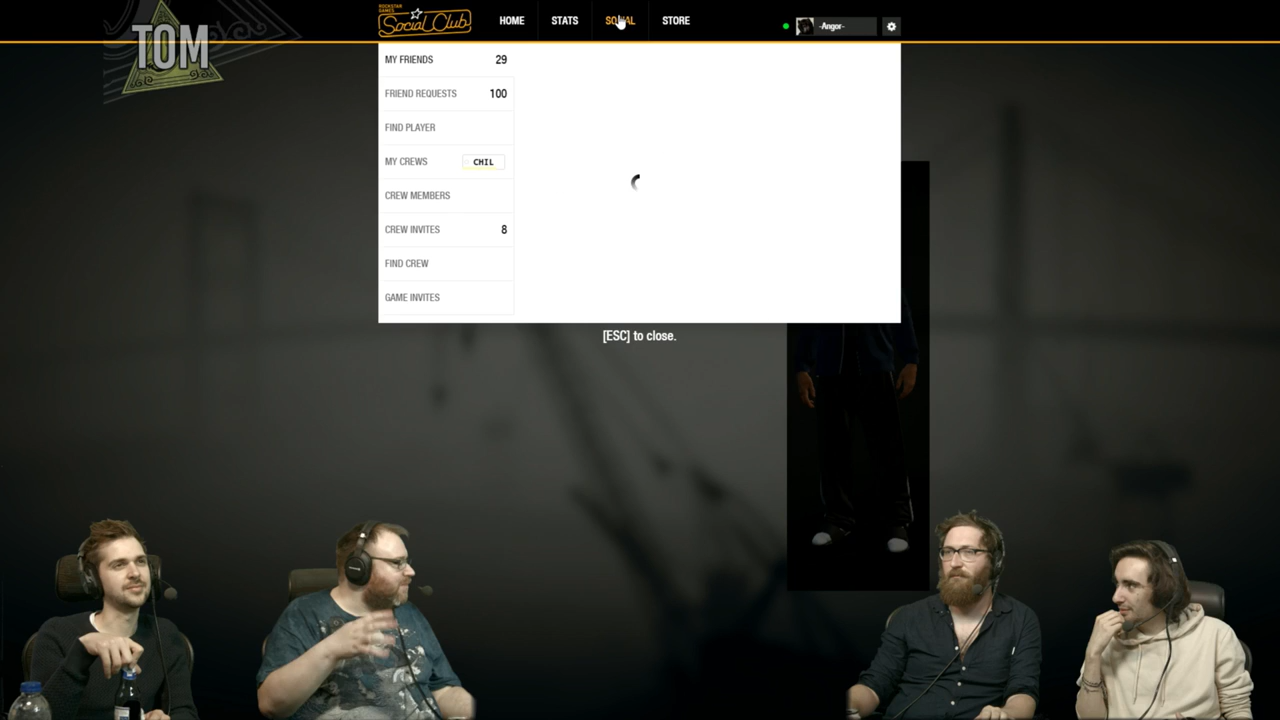 TOM
ROCKSTAR
GAMES
Social Club
HOME
STATS
SOCIAL
STORE
-Angor-
MY FRIENDS 29
FRIEND REQUESTS 100
FIND PLAYER
MY CREWS CHIL
CREW MEMBERS
CREW INVITES 8
FIND CREW
GAME INVITES
[ESC] to close.